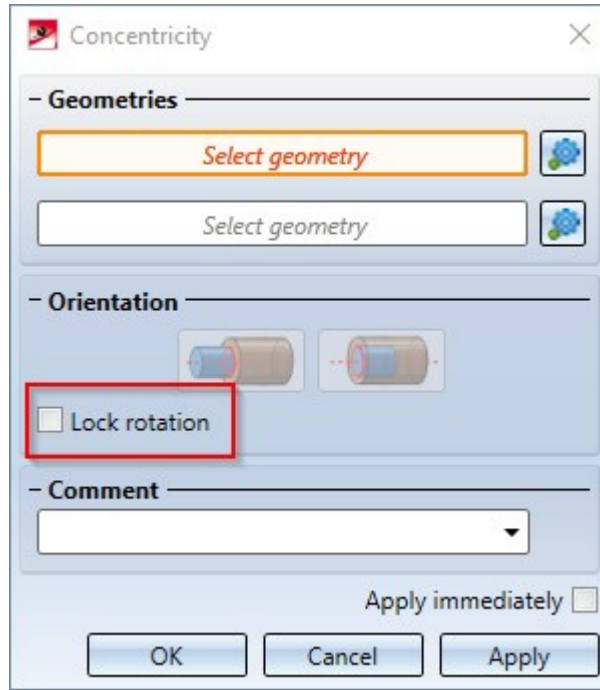 Concentricity
Geometries
Select geometry
Select geometry
Orientation
Lock rotation
Comment
Apply immediately
OK Cancel Apply